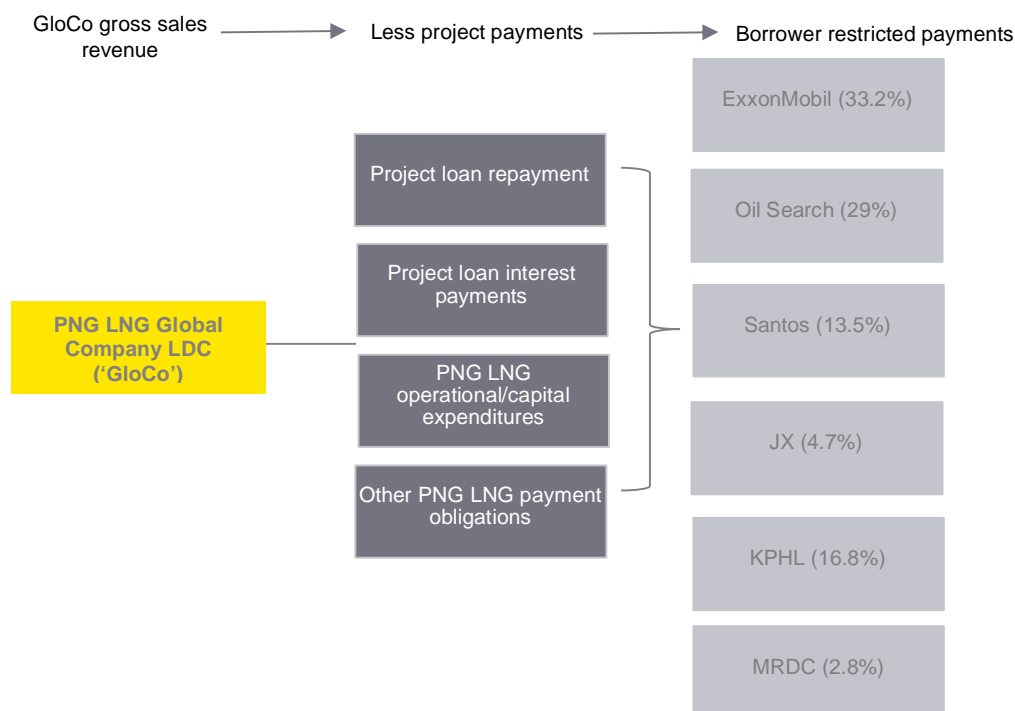 GloCo gross sales
revenue
Less project payments
Borrower restricted payments
PNG LNG Global
Company LDC
(‘GloCo’)
Project loan repayment
Project loan interest
payments
PNG LNG
operational/capital
expenditures
Other PNG LNG payment
obligations
ExxonMobil (33.2%)
Oil Search (29%)
Santos (13.5%)
JX (4.7%)
KPHL (16.8%)
MRDC (2.8%)